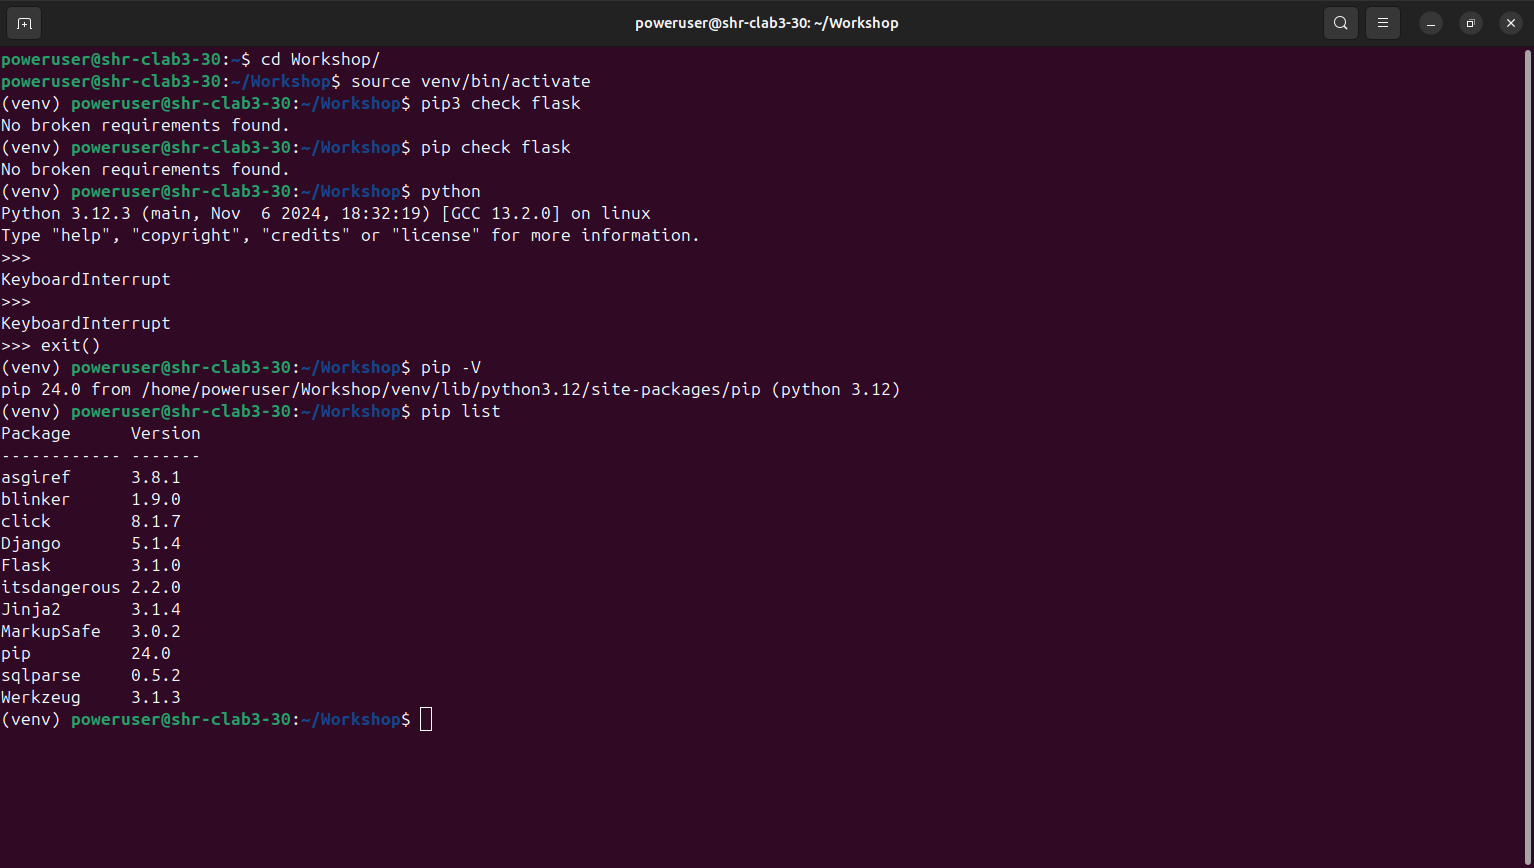 poweruser@shr-clab3-30: ~/Workshop
poweruser@shr-clab3-30:~$ cd Workshop/
poweruser@shr-clab3-30:~/Workshop$ source venv/bin/activate
(venv) poweruser@shr-clab3-30:~/Workshop$ pip3 check flask
No broken requirements found.
(venv) poweruser@shr-clab3-30:~/Workshop$ pip check flask
No broken requirements found.
(venv) poweruser@shr-clab3-30:~/Workshop$ python
Python 3.12.3 (main, Nov  6 2024, 18:32:19) [GCC 13.2.0] on linux
Type "help", "copyright", "credits" or "license" for more information.
>>>
KeyboardInterrupt
>>>
KeyboardInterrupt
>>> exit()
(venv) poweruser@shr-clab3-30:~/Workshop$ pip -V
pip 24.0 from /home/poweruser/Workshop/venv/lib/python3.12/site-packages/pip (python 3.12)
(venv) poweruser@shr-clab3-30:~/Workshop$ pip list
Package      Version
------------ -------
asgiref      3.8.1
blinker      1.9.0
click        8.1.7
Django       5.1.4
Flask        3.1.0
itsdangerous 2.2.0
Jinja2       3.1.4
MarkupSafe   3.0.2
pip          24.0
sqlparse     0.5.2
Werkzeug     3.1.3
(venv) poweruser@shr-clab3-30:~/Workshop$